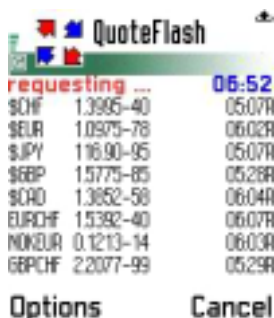 QuoteFlash
requesting ... 06:52
$CHF 1.3995-40 05:07R
$EUR 1.0975-78 06:02R
$JPY 116.90-95 05:07R
$GBP 1.5775-85 05:28R
$CAD 1.3852-58 06:04R
EURCHF 1.5392-40 06:07R
NOKEUR 0.1213-14 06:03R
GBPCHF 2.2077-99 05:29R
Options Cancel